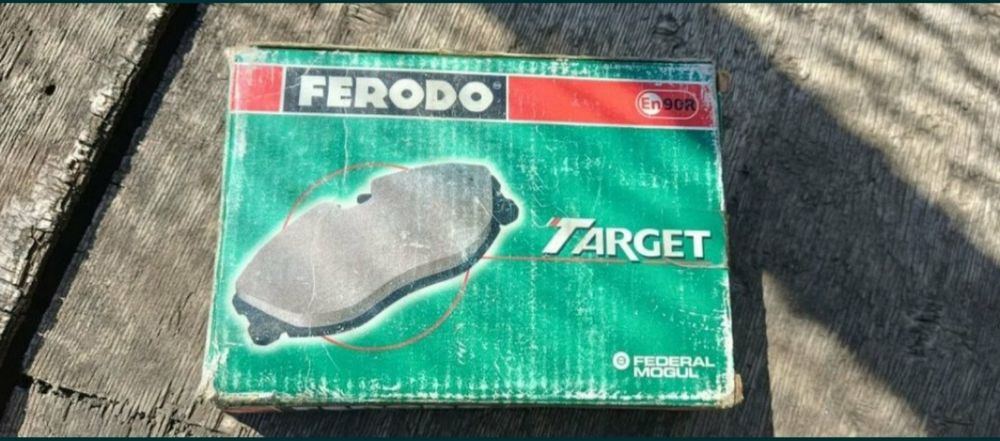 FERODO
En90R
TARGET
FEDERAL
MOGUL